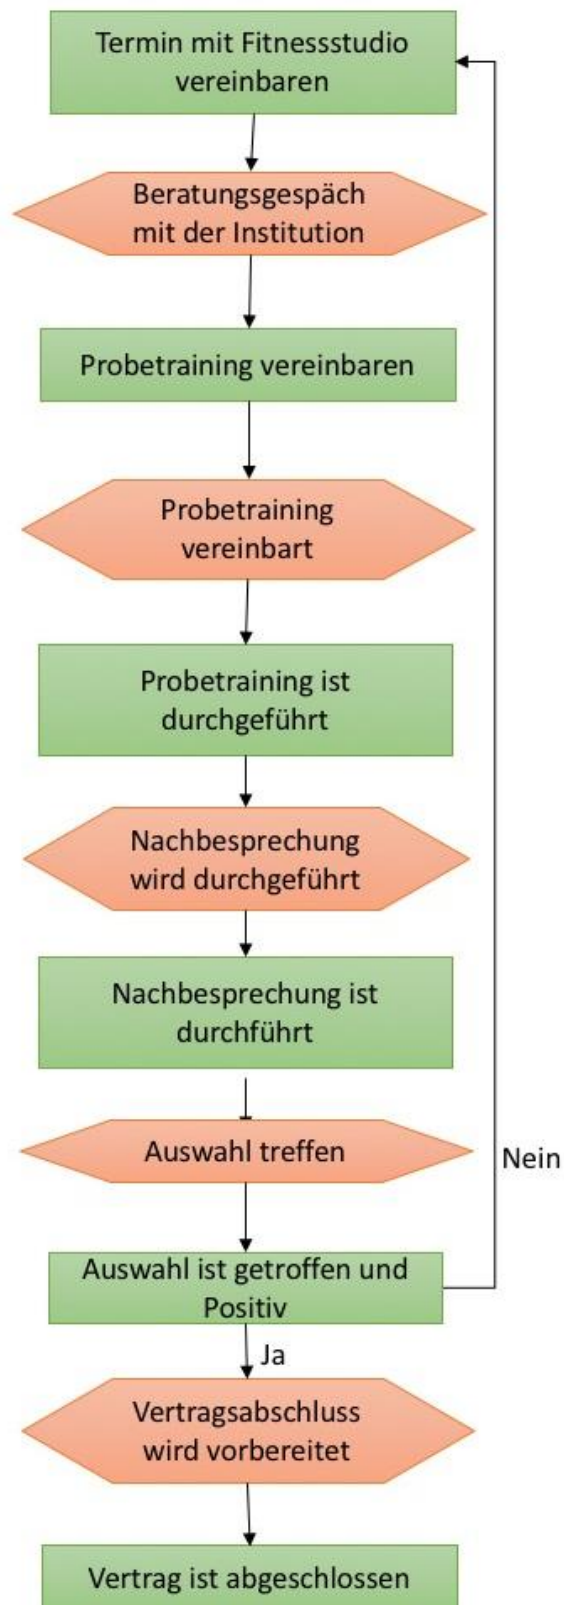 Termin mit Fitnessstudio
vereinbaren
Beratungsgespäch
mit der Institution
Probetraining vereinbaren
Probetraining
vereinbart
Probetraining ist
durchgeführt
Nachbesprechung
wird durchgeführt
Nachbesprechung ist
durchführt
Auswahl treffen
Nein
Auswahl ist getroffen und
Positiv
Ja
Vertragsabschluss
wird vorbereitet
Vertrag ist abgeschlossen